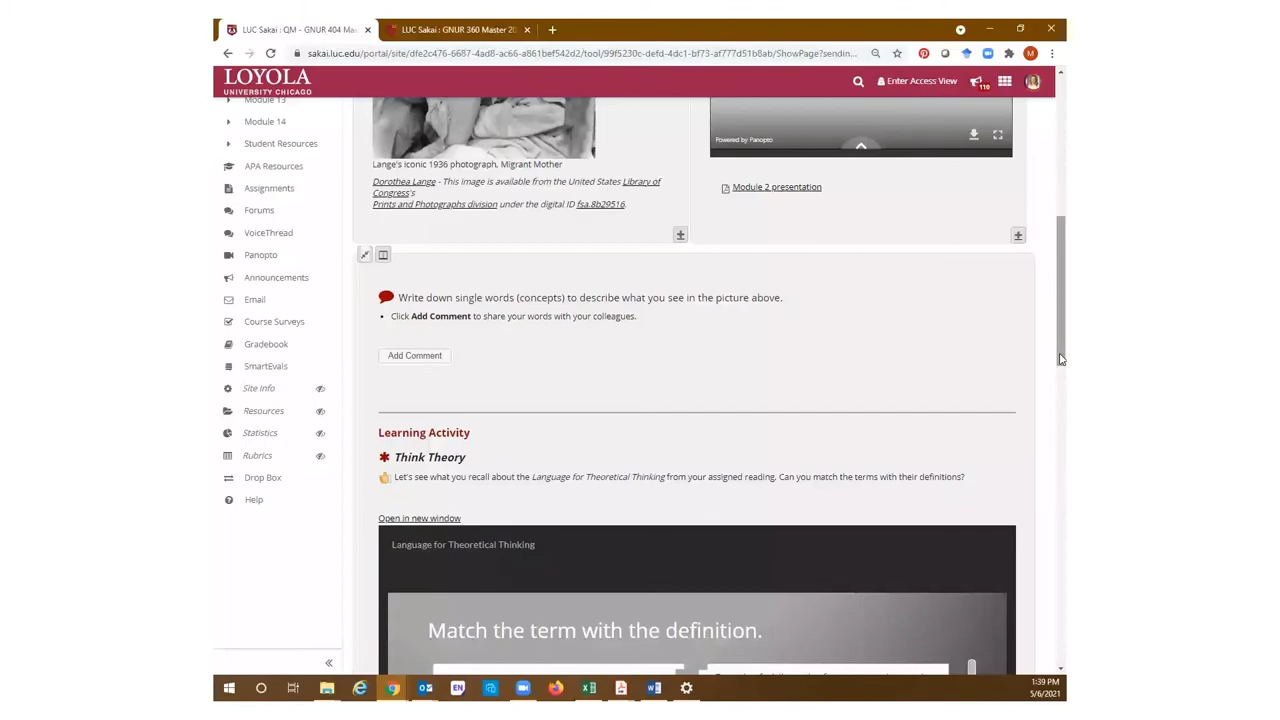 LUC Sakai : QM - GNUR 404 Mas
LUC Sakai : GNUR 360 Master 20
sakai.luc.edu/portal/site/dfe2c476-6687-4ad8-ac66-a861bef542d2/tool/99f5230c-defd-4dc1-bf73-af777d51b8ab/ShowPage?sendin...
M
LOYOLA
UNIVERSITY CHICAGO
Enter Access View
110
Module 13
Module 14
Student Resources
APA Resources
Assignments
Forums
VoiceThread
Panopto
Announcements
Email
Course Surveys
Gradebook
SmartEvals
Site Info
Resources
Statistics
Rubrics
Drop Box
Help
Lange's iconic 1936 photograph, Migrant Mother
Dorothea Lange - This image is available from the United States Library of
Congress's
Prints and Photographs division under the digital ID fsa.8b29516.
Powered by Panopto
Module 2 presentation
Write down single words (concepts) to describe what you see in the picture above.
• Click Add Comment to share your words with your colleagues.
Add Comment
Learning Activity
Think Theory
Let's see what you recall about the Language for Theoretical Thinking from your assigned reading. Can you match the terms with their definitions?
Open in new window
Language for Theoretical Thinking
Match the term with the definition.
EN
1:39 PM
5/6/2021